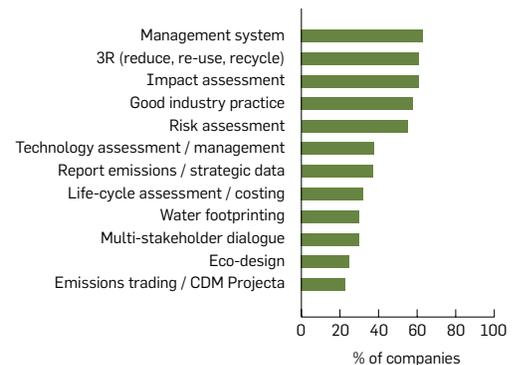 Management system
3R (reduce, re-use, recycle)
Impact assessment
Good industry practice
Risk assessment
Technology assessment / management
Report emissions / strategic data
Life-cycle assessment / costing
Water footprinting
Multi-stakeholder dialogue
Eco-design
Emissions trading / CDM Projecta
0 20 40 60 80 100
% of companies